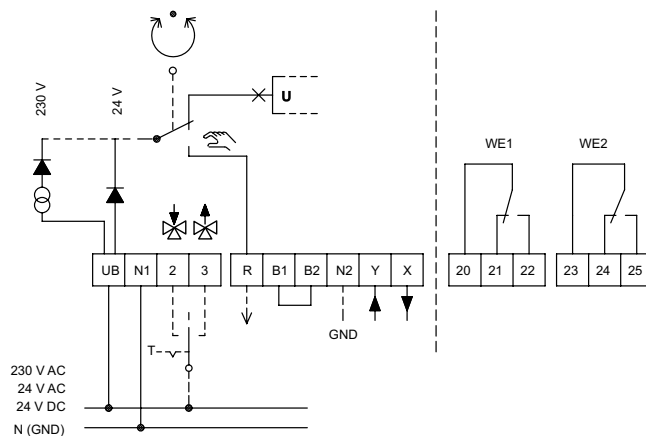 230 V
24 V
U
WE1
WE2
UB N1 2 3 R B1 B2 N2 Y X
20 21 22 23 24 25
GND
T
230 V AC
24 V AC
24 V DC
N (GND)